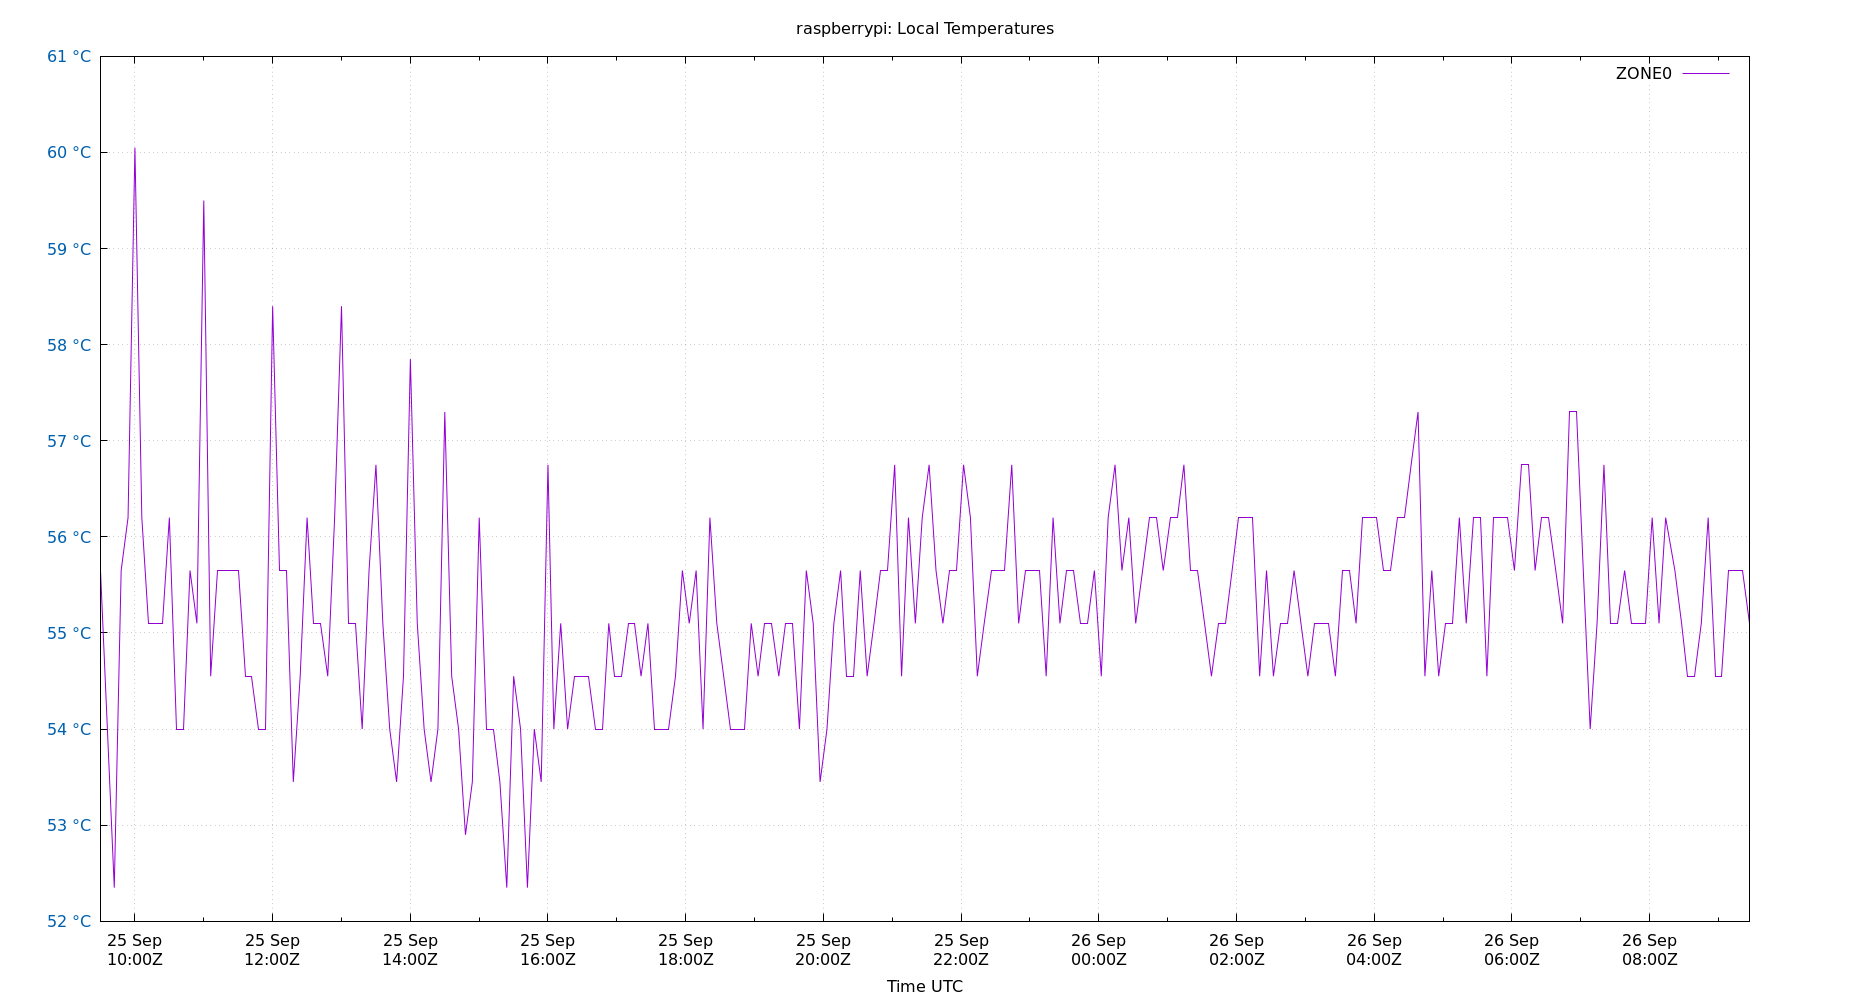 raspberrypi: Local Temperatures
61 °C
ZONE0
60 °C
59 °C
58 °C
57 °C
56 °C
55 °C
54 °C
53 °C
52 °C
25 Sep 25 Sep 25 Sep 25 Sep 25 Sep 25 Sep 25 Sep 26 Sep 26 Sep 26 Sep 26 Sep 26 Sep
10:00Z 12:00Z 14:00Z 16:00Z 18:00Z 20:00Z 22:00Z 00:00Z 02:00Z 04:00Z 06:00Z 08:00Z
Time UTC